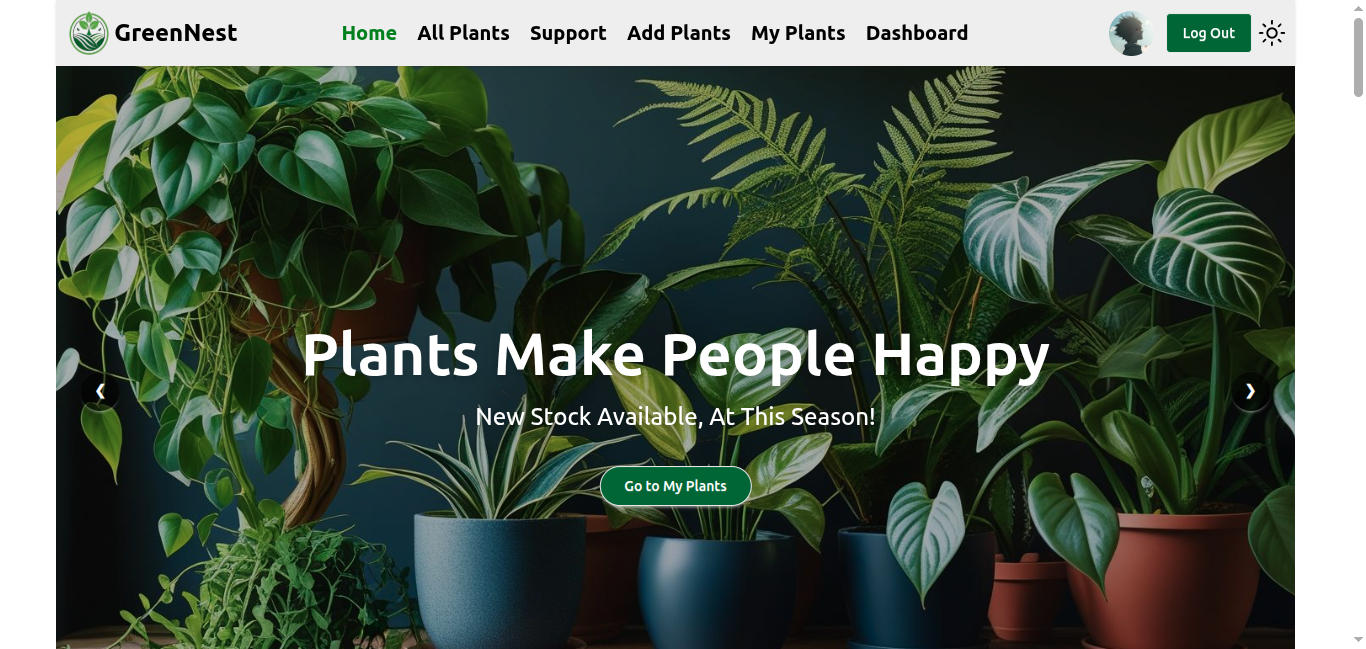 GreenNest
Home All Plants Support Add Plants My Plants Dashboard
Log Out
Plants Make People Happy
New Stock Available, At This Season!
❮
❯
Go to My Plants